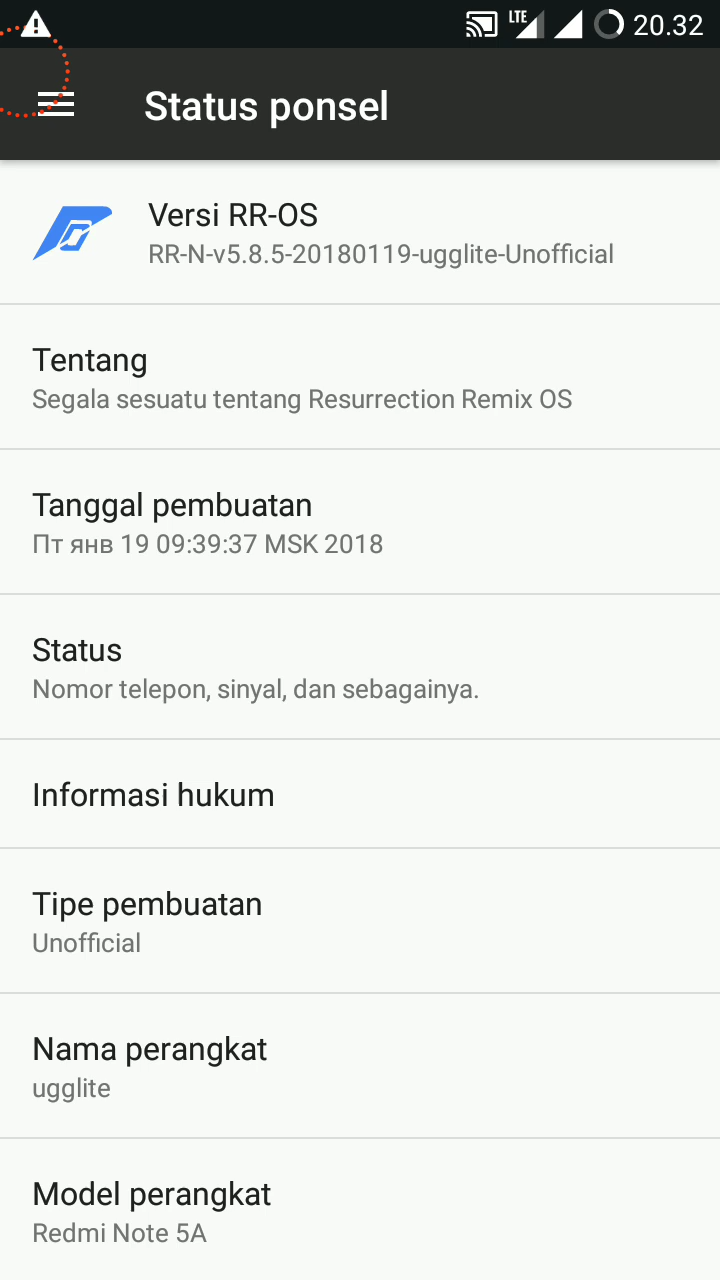 LTE 20.32
Status ponsel
Versi RR-OS
RR-N-v5.8.5-20180119-ugglite-Unofficial
Tentang
Segala sesuatu tentang Resurrection Remix OS
Tanggal pembuatan
Пт янв 19 09:39:37 MSK 2018
Status
Nomor telepon, sinyal, dan sebagainya.
Informasi hukum
Tipe pembuatan
Unofficial
Nama perangkat
ugglite
Model perangkat
Redmi Note 5A